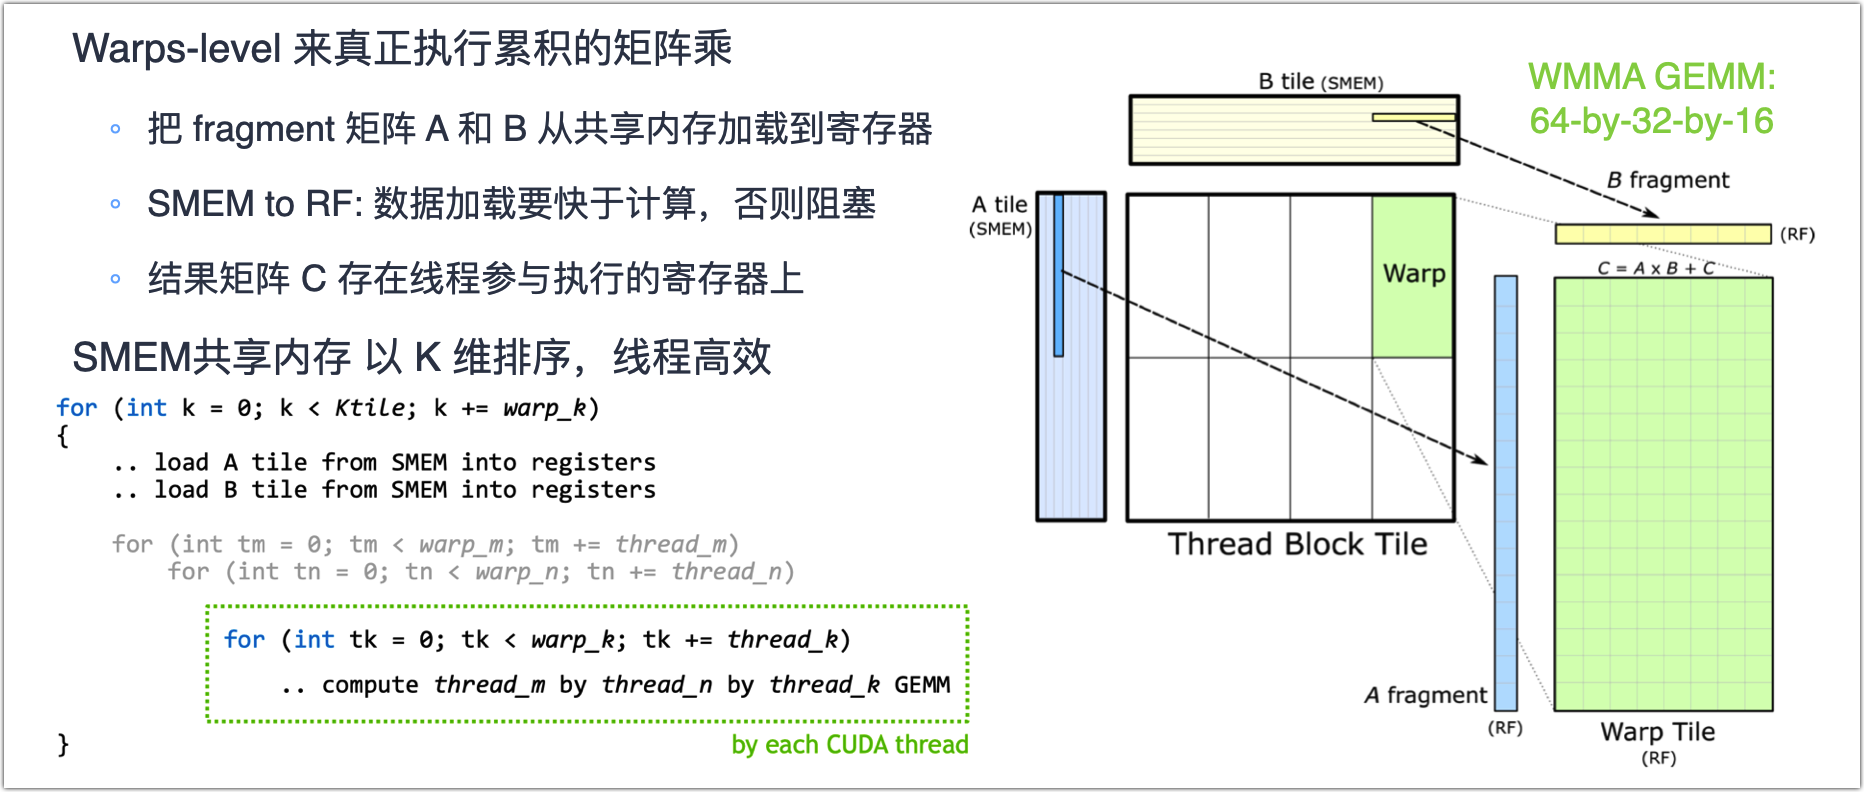 Warps-level 来真正执行累积的矩阵乘
把 fragment 矩阵 A 和 B 从共享内存加载到寄存器
SMEM to RF: 数据加载要快于计算，否则阻塞
结果矩阵 C 存在线程参与执行的寄存器上
SMEM共享内存 以 K 维排序，线程高效
for (int k = 0; k < Ktile; k += warp_k)
{
.. load A tile from SMEM into registers
.. load B tile from SMEM into registers
for (int tm = 0; tm < warp_m; tm += thread_m)
for (int tn = 0; tn < warp_n; tn += thread_n)
for (int tk = 0; tk < warp_k; tk += thread_k)
.. compute thread_m by thread_n by thread_k GEMM
}
by each CUDA thread
B tile (SMEM)
WMMA GEMM:
64-by-32-by-16
B fragment
(RF)
A tile
(SMEM)
Warp
C = A x B + C
Thread Block Tile
A fragment
(RF)
Warp Tile
(RF)